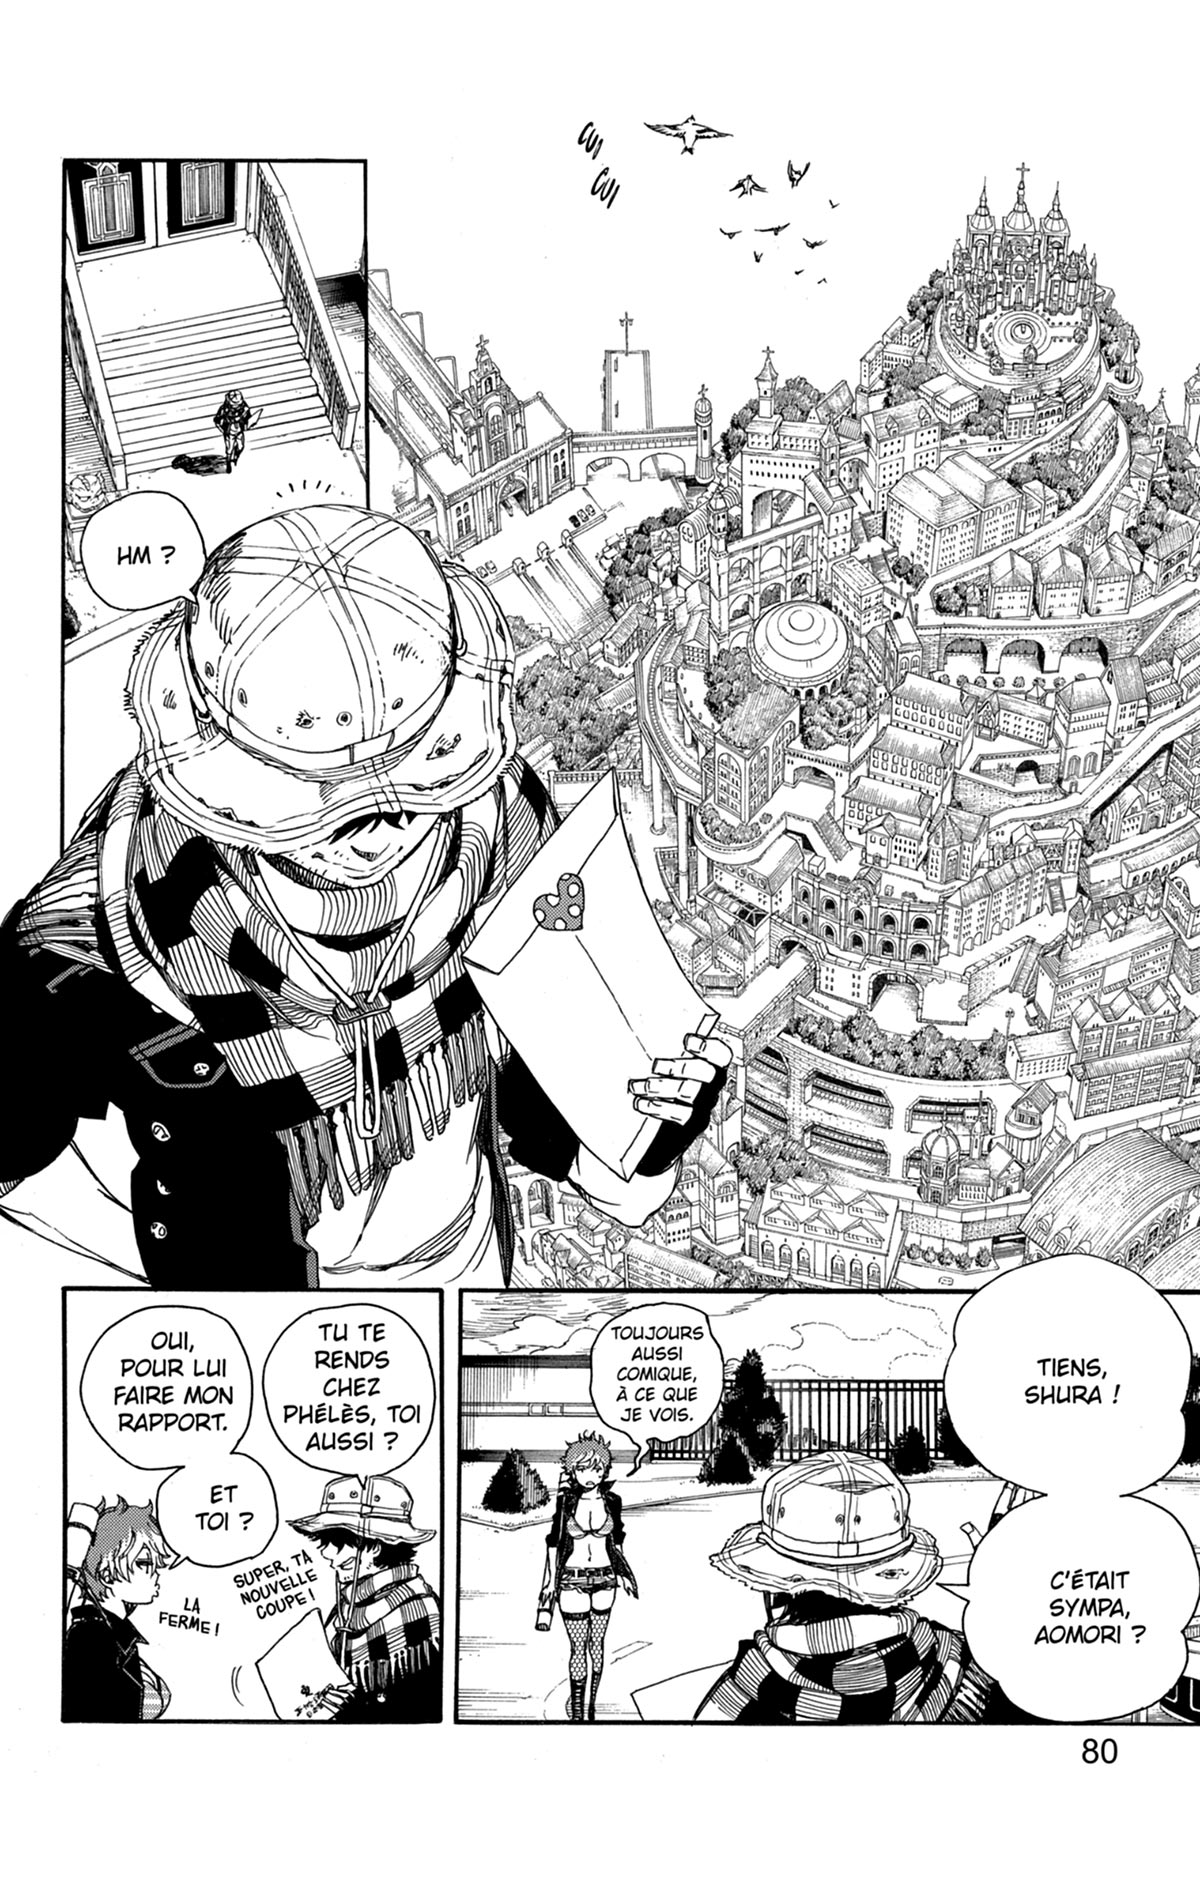 CUI
CUI
HM ?
TIENS,
SHURA !
C'ÉTAIT
SYMPA,
AOMORI ?
TOUJOURS
AUSSI
COMIQUE,
À CE QUE
JE VOIS.
TU TE
RENDS
CHEZ
PHÉLÈS, TOI
AUSSI ?
OUI,
POUR LUI
FAIRE MON
RAPPORT.
ET
TOI ?
SUPER, TA
NOUVELLE
COUPE !
LA
FERME !
80